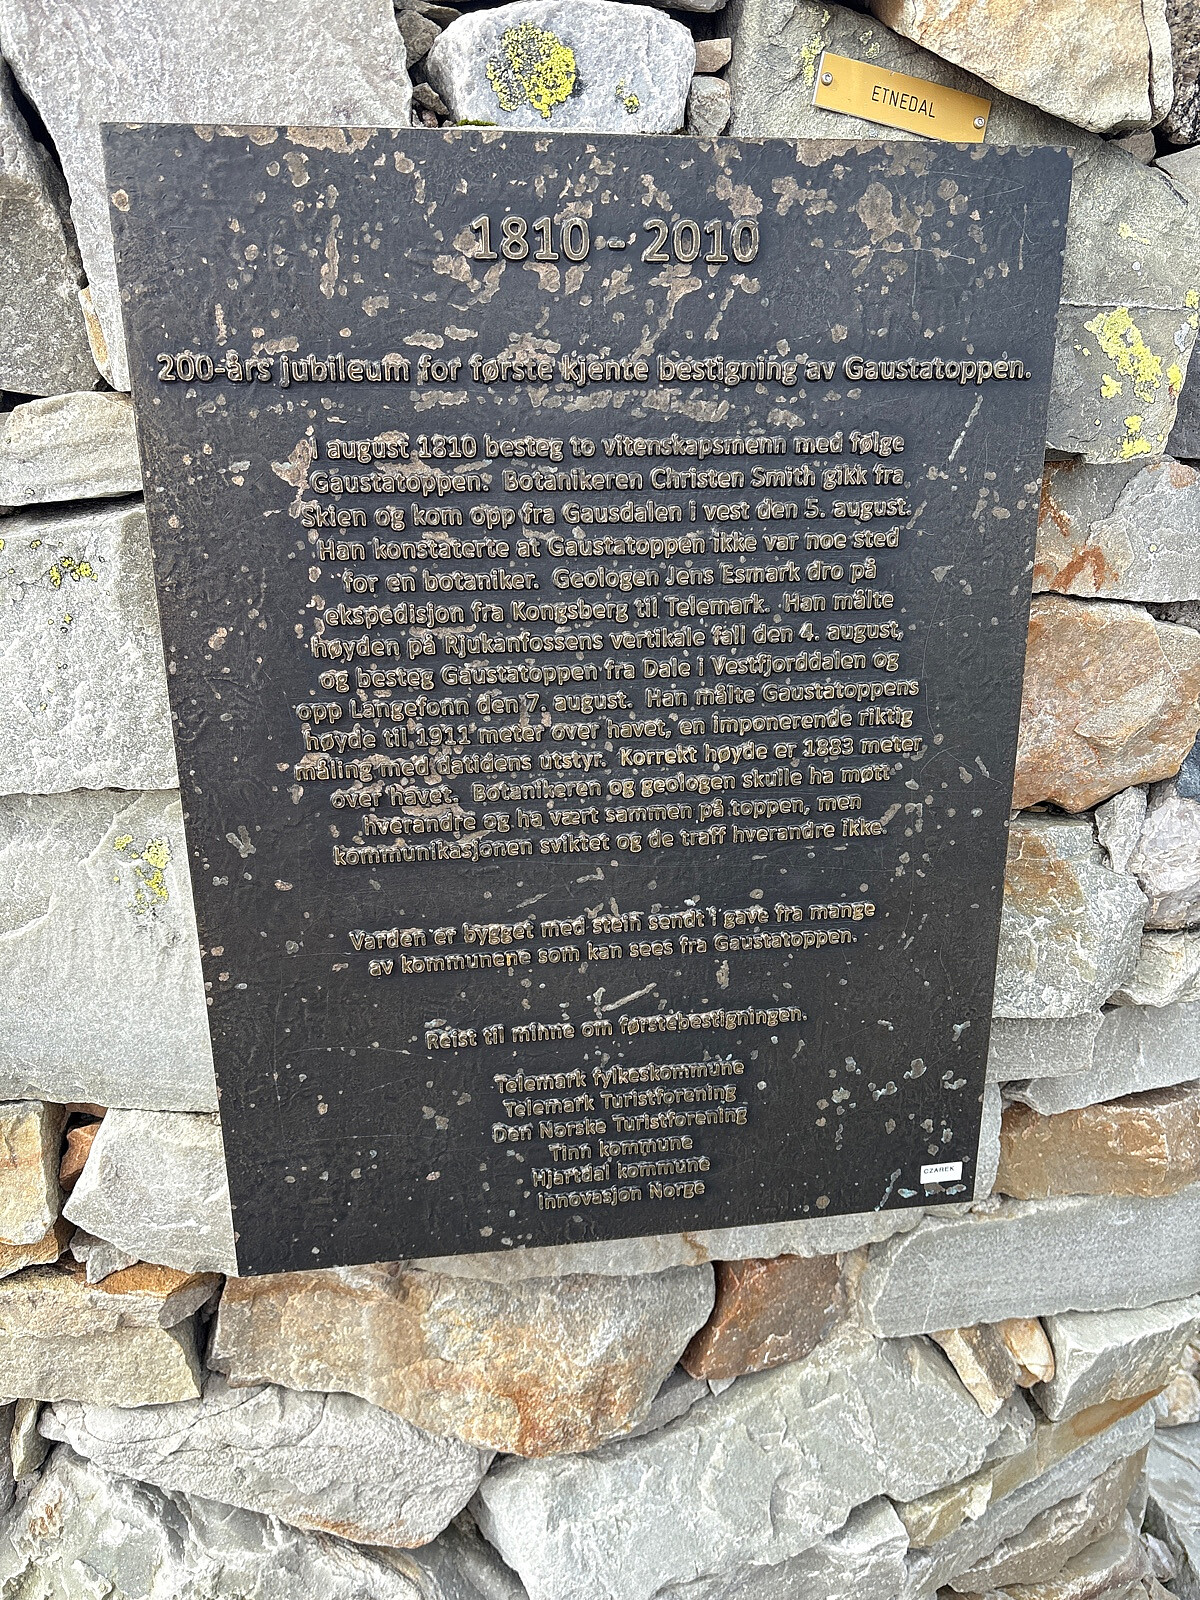 ETNEDAL
1810 - 2010
200-års jubileum for første kjente bestigning av Gaustatoppen.
I august 1810 besteg to vitenskapsmenn med følge
Gaustatoppen. Botanikeren Christen Smith gikk fra
Skien og kom opp fra Gausdalen i vest den 5. august.
Han konstaterte at Gaustatoppen ikke var noe sted
for en botaniker. Geologen Jens Esmark dro på
ekspedisjon fra Kongsberg til Telemark. Han målte
høyden på Rjukanfossens vertikale fall den 4. august,
og besteg Gaustatoppen fra Dale i Vestfjorddalen og
opp Langefonn den 7. august. Han målte Gaustatoppens
høyde til 1911 meter over havet, en imponerende riktig
måling med datidens utstyr. Korrekt høyde er 1883 meter
over havet. Botanikeren og geologen skulle ha møtt
hverandre og ha vært sammen på toppen, men
kommunikasjonen sviktet og de traff hverandre ikke.
Varden er bygget med stein sendt i gave fra mange
av kommunene som kan sees fra Gaustatoppen.
Reist til minne om førstebestigningen.
Telemark fylkeskommune
Telemark Turistforening
Den Norske Turistforening
Tinn kommune
Hjartdal kommune
Innovasjon Norge
CZAREK